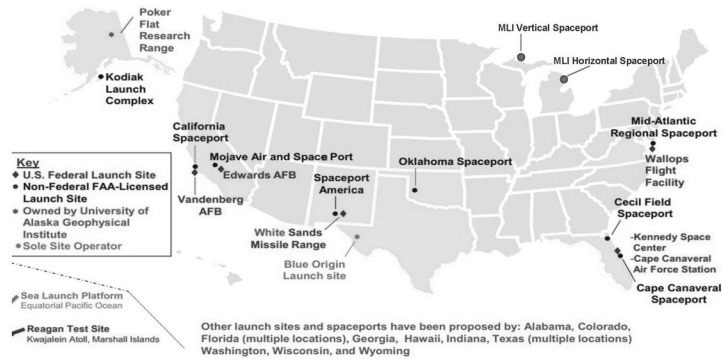 Poker
Flat
Research
Range
Kodiak
Launch
Complex
MLI Vertical Spaceport
MLI Horizontal Spaceport
California
Spaceport
Mojave Air and Space Port
Edwards AFB
Vandenberg
AFB
Spaceport
America
White Sands
Missile Range
Blue Origin
Launch site
Oklahoma Spaceport
Mid-Atlantic
Regional Spaceport
Wallops
Flight
Facility
Cecil Field
Spaceport
-Kennedy Space
Center
-Cape Canaveral
Air Force Station
Cape Canaveral
Spaceport
Key
U.S. Federal Launch Site
Non-Federal FAA-Licensed
Launch Site
Owned by University of
Alaska Geophysical
Institute
Sole Site Operator
Sea Launch Platform
Equatorial Pacific Ocean
Reagan Test Site
Kwajalein Atoll, Marshall Islands
Other launch sites and spaceports have been proposed by: Alabama, Colorado,
Florida (multiple locations), Georgia, Hawaii, Indiana, Texas (multiple locations)
Washington, Wisconsin, and Wyoming